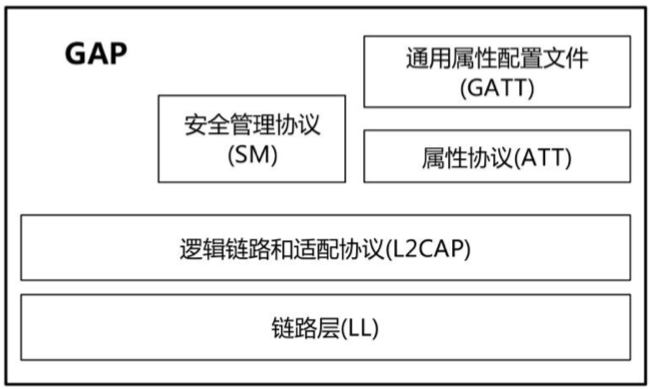 GAP
通用属性配置文件
(GATT)
安全管理协议
(SM)
属性协议(ATT)
逻辑链路和适配协议(L2CAP)
链路层(LL)